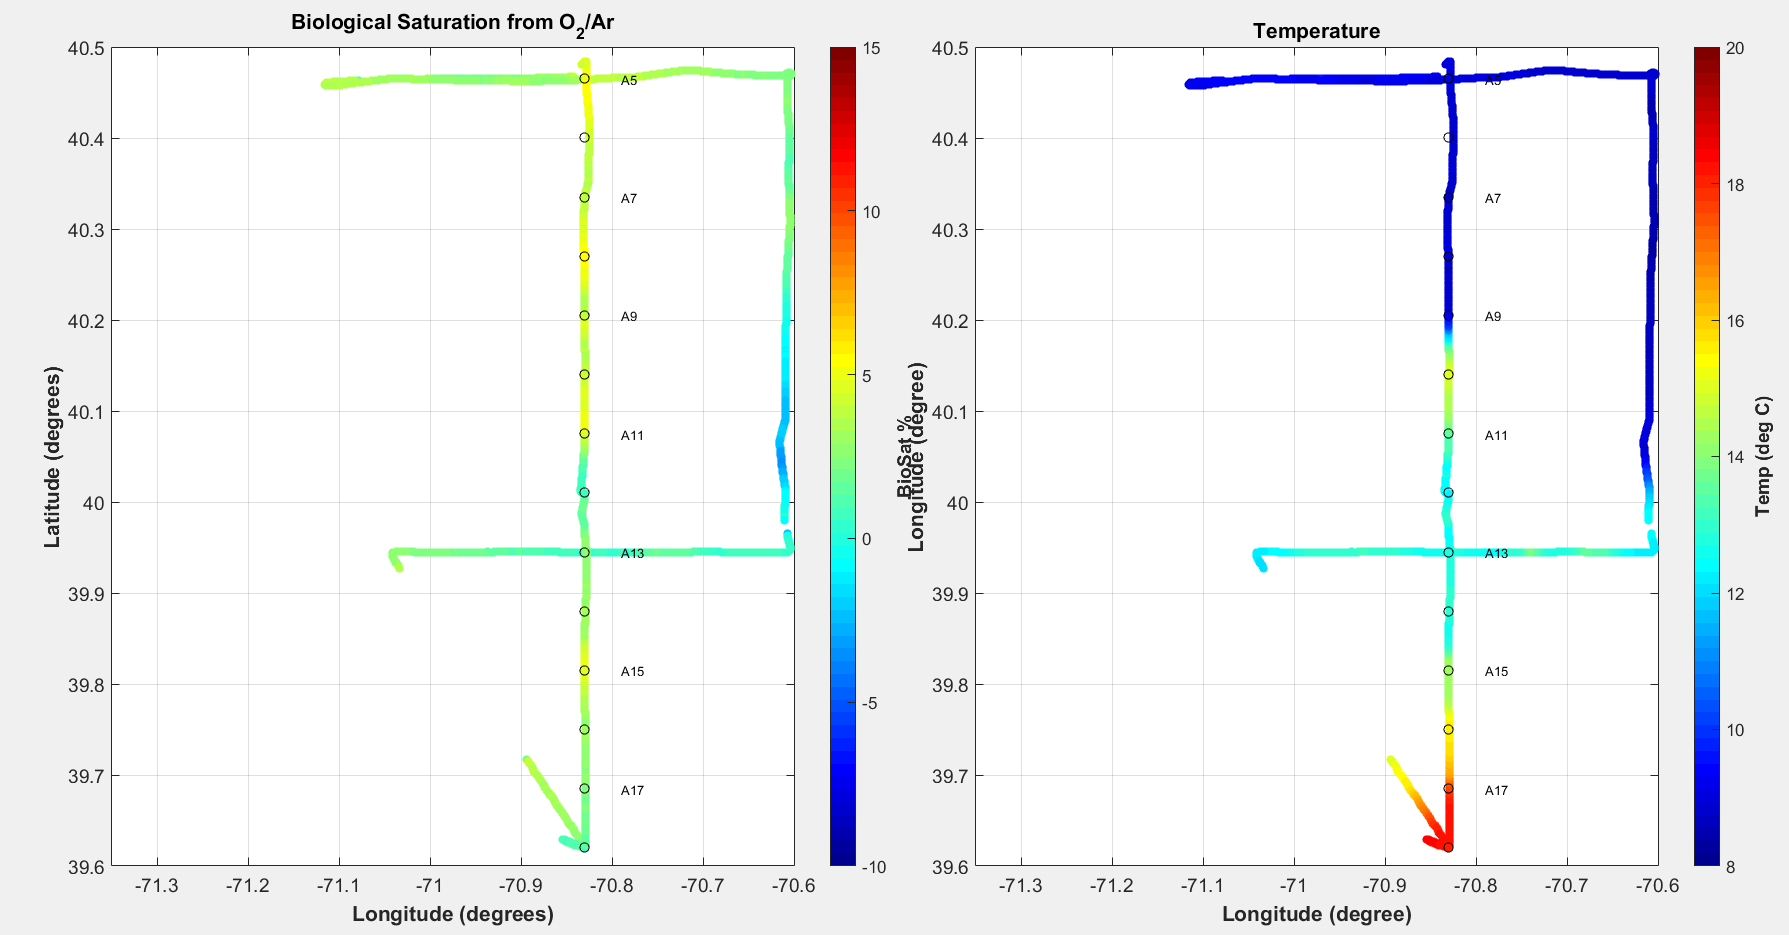 Biological Saturation from O2/Ar
40.5
40.4
40.3
40.2
40.1
40
39.9
39.8
39.7
39.6
Latitude (degrees)
A5
A7
A9
A11
A13
A15
A17
-71.3
-71.2
-71.1
-71
-70.9
-70.8
-70.7
-70.6
Longitude (degrees)
15
10
5
0
-5
-10
BioSat %
Temperature
40.5
40.4
40.3
40.2
40.1
40
39.9
39.8
39.7
39.6
Longitude (degree)
A5
A7
A9
A11
A13
A15
A17
-71.3
-71.2
-71.1
-71
-70.9
-70.8
-70.7
-70.6
Longitude (degree)
20
18
16
14
12
10
8
Temp (deg C)